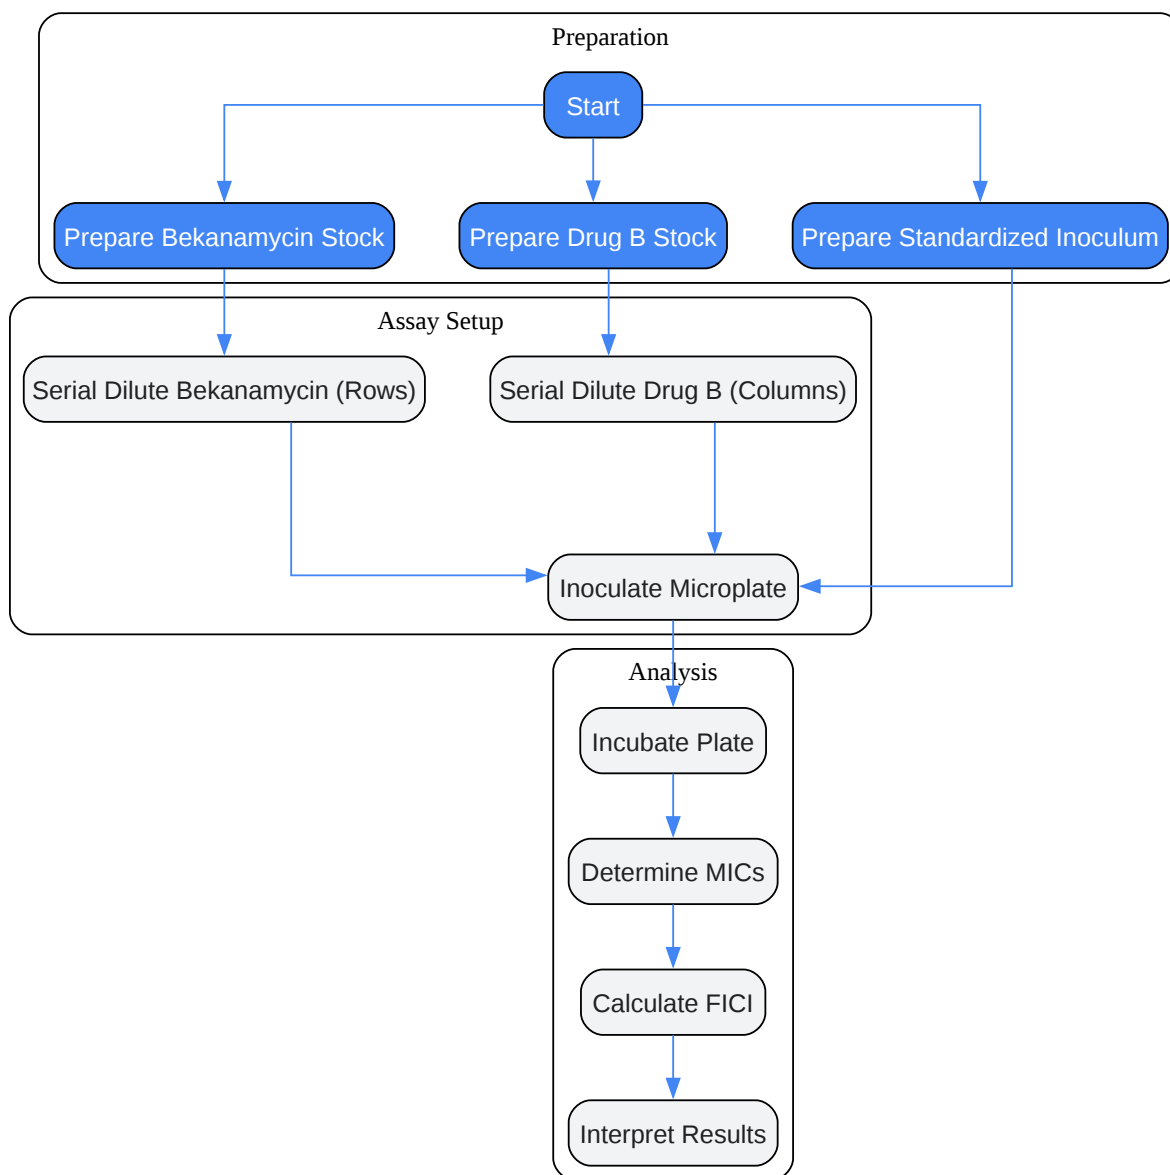 Preparation
Start
Prepare Bekanamycin Stock
Prepare Drug B Stock
Prepare Standardized Inoculum
Assay Setup
Serial Dilute Bekanamycin (Rows)
Serial Dilute Drug B (Columns)
Inoculate Microplate
Analysis
Incubate Plate
Determine MICs
Calculate FICI
Interpret Results